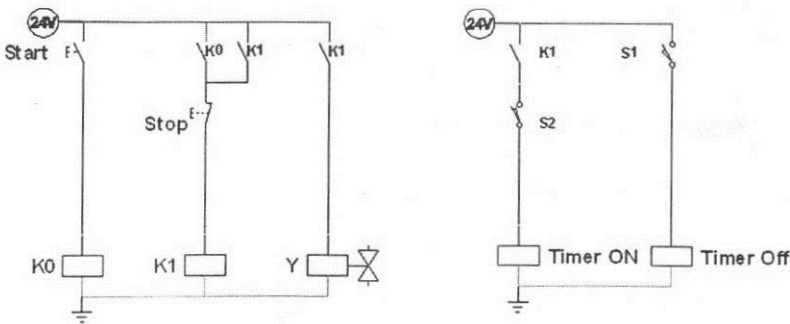 24V
Start
K0
K1
K1
Stop
K0
K1
Y
24V
K1
S1
S2
Timer ON
Timer Off